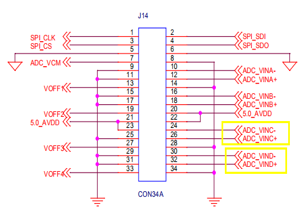 J14
SPI_CLK 1 2 SPI_SDI
SPI_CS 3 4 SPI_SDO
5 6
ADC_VCM 7 8
9 10 ADC_VINA-
11 12 ADC_VINA+
VOFF1 13 14
15 16 ADC_VINB-
17 18 ADC_VINB+
VOFF2 19 20 5.0_AVDD
5.0_AVDD 21 22
23 24 ADC_VINC-
25 26 ADC_VINC+
VOFF3 27 28
29 30 ADC_VIND-
31 32 ADC_VIND+
VOFF4 33 34
CON34A